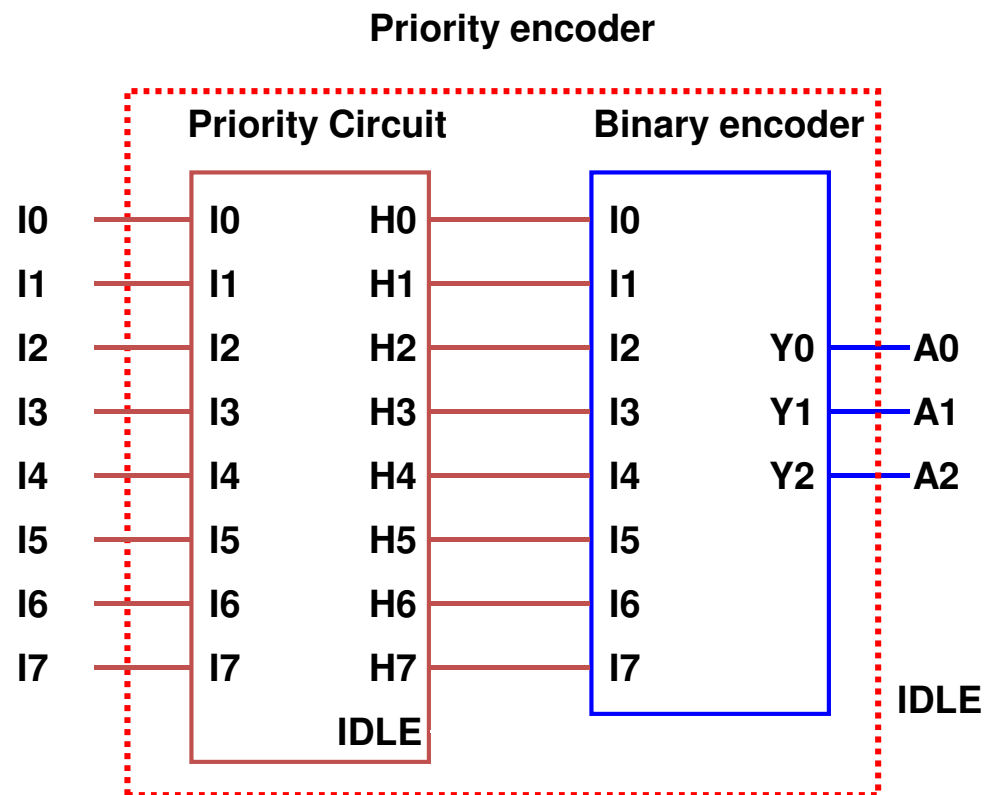 Priority encoder
Priority Circuit Binary encoder
I0 I0 H0 I0
I1 I1 H1 I1
I2 I2 H2 I2 Y0 A0
I3 I3 H3 I3 Y1 A1
I4 I4 H4 I4 Y2 A2
I5 I5 H5 I5
I6 I6 H6 I6
I7 I7 H7 I7
IDLE
IDLE